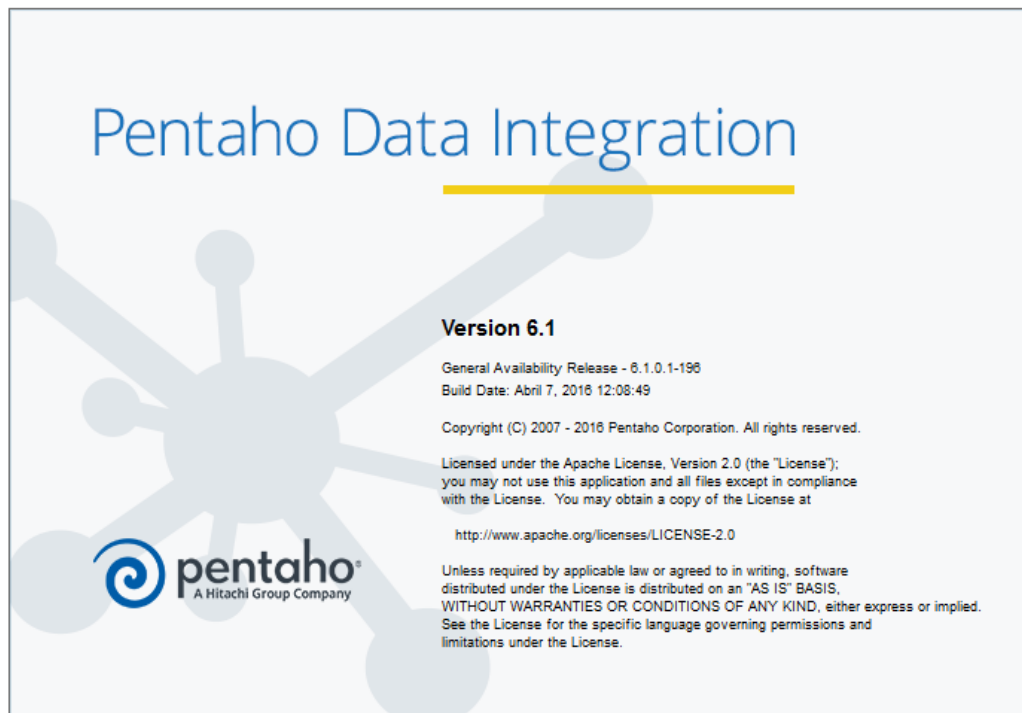 Pentaho Data Integration
Version 6.1
General Availability Release - 6.1.0.1-196
Build Date: Abril 7, 2016 12:08:49
Copyright (C) 2007 - 2016 Pentaho Corporation. All rights reserved.
Licensed under the Apache License, Version 2.0 (the "License");
you may not use this application and all files except in compliance
with the License.  You may obtain a copy of the License at
http://www.apache.org/licenses/LICENSE-2.0
pentaho®
A Hitachi Group Company
Unless required by applicable law or agreed to in writing, software
distributed under the License is distributed on an "AS IS" BASIS,
WITHOUT WARRANTIES OR CONDITIONS OF ANY KIND, either express or implied.
See the License for the specific language governing permissions and
limitations under the License.